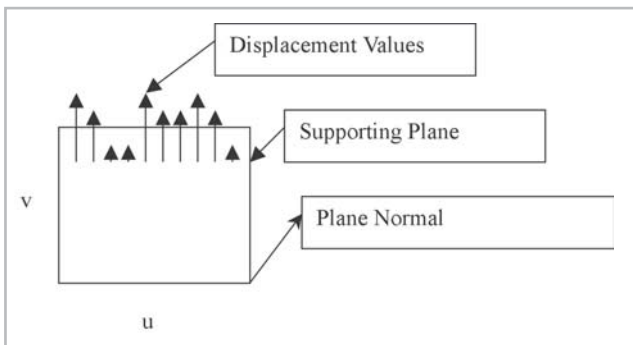 Displacement Values
Supporting Plane
v
Plane Normal
u